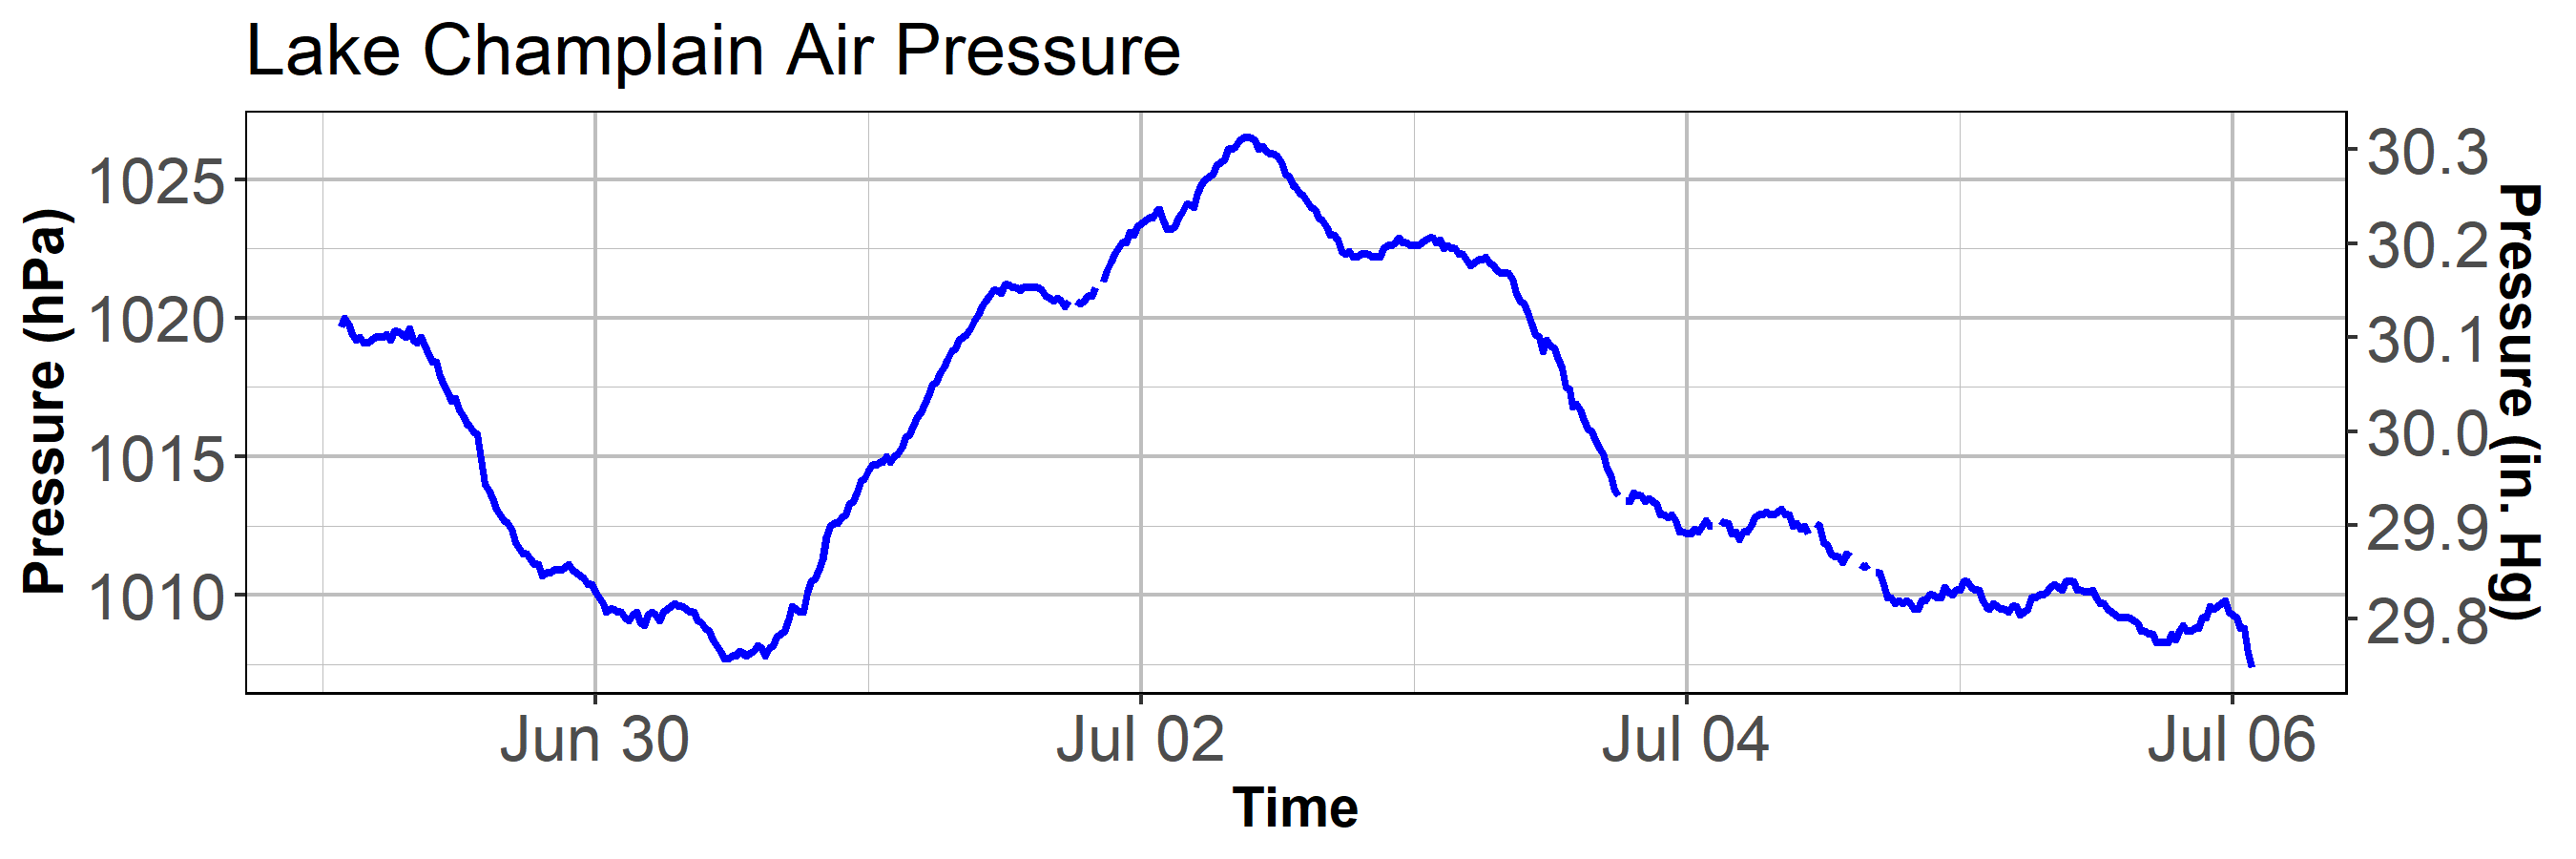 Lake Champlain Air Pressure
Pressure (hPa)
1025
1020
1015
1010
30.3
30.2
30.1
30.0
29.9
29.8
Pressure (in. Hg)
Jun 30
Jul 02
Jul 04
Jul 06
Time